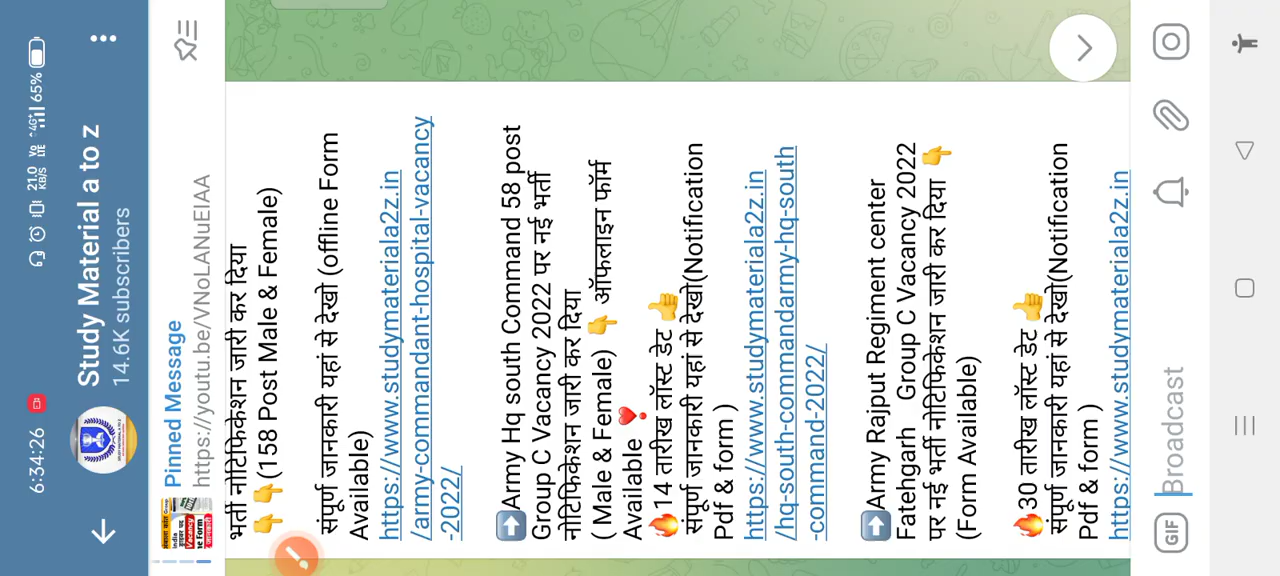 6:34:26
21.0 KB/S
Vo LTE
4G+
65%
Study Material a to z
14.6K subscribers
Pinned Message
https://youtu.be/VNoLANuEIAA
भर्ती नोटिफिकेशन जारी कर दिया
👇👇(158 Post Male & Female)
संपूर्ण जानकारी यहां से देखो (offline Form
Available)
https://www.studymateriala2z.in
/army-commandant-hospital-vacancy
-2022/
➡️Army Hq south Command 58 post
Group C Vacancy 2022 पर नई भर्ती
नोटिफिकेशन जारी कर दिया
( Male & Female) 👇 ऑफलाइन फॉर्म
Available ❣️
🔥14 तारीख लॉस्ट डेट 👍
संपूर्ण जानकारी यहां से देखो(Notification
Pdf & form )
https://www.studymateriala2z.in
/hq-south-commandarmy-hq-south
-command-2022/
➡️Army Rajput Regiment center
Fatehgarh Group C Vacancy 2022
पर नई भर्ती नोटिफिकेशन जारी कर दिया 👇
(Form Available)
🔥30 तारीख लॉस्ट डेट 👍
संपूर्ण जानकारी यहां से देखो(Notification
Pdf & form )
https://www.studymateriala2z.in
GIF
Broadcast